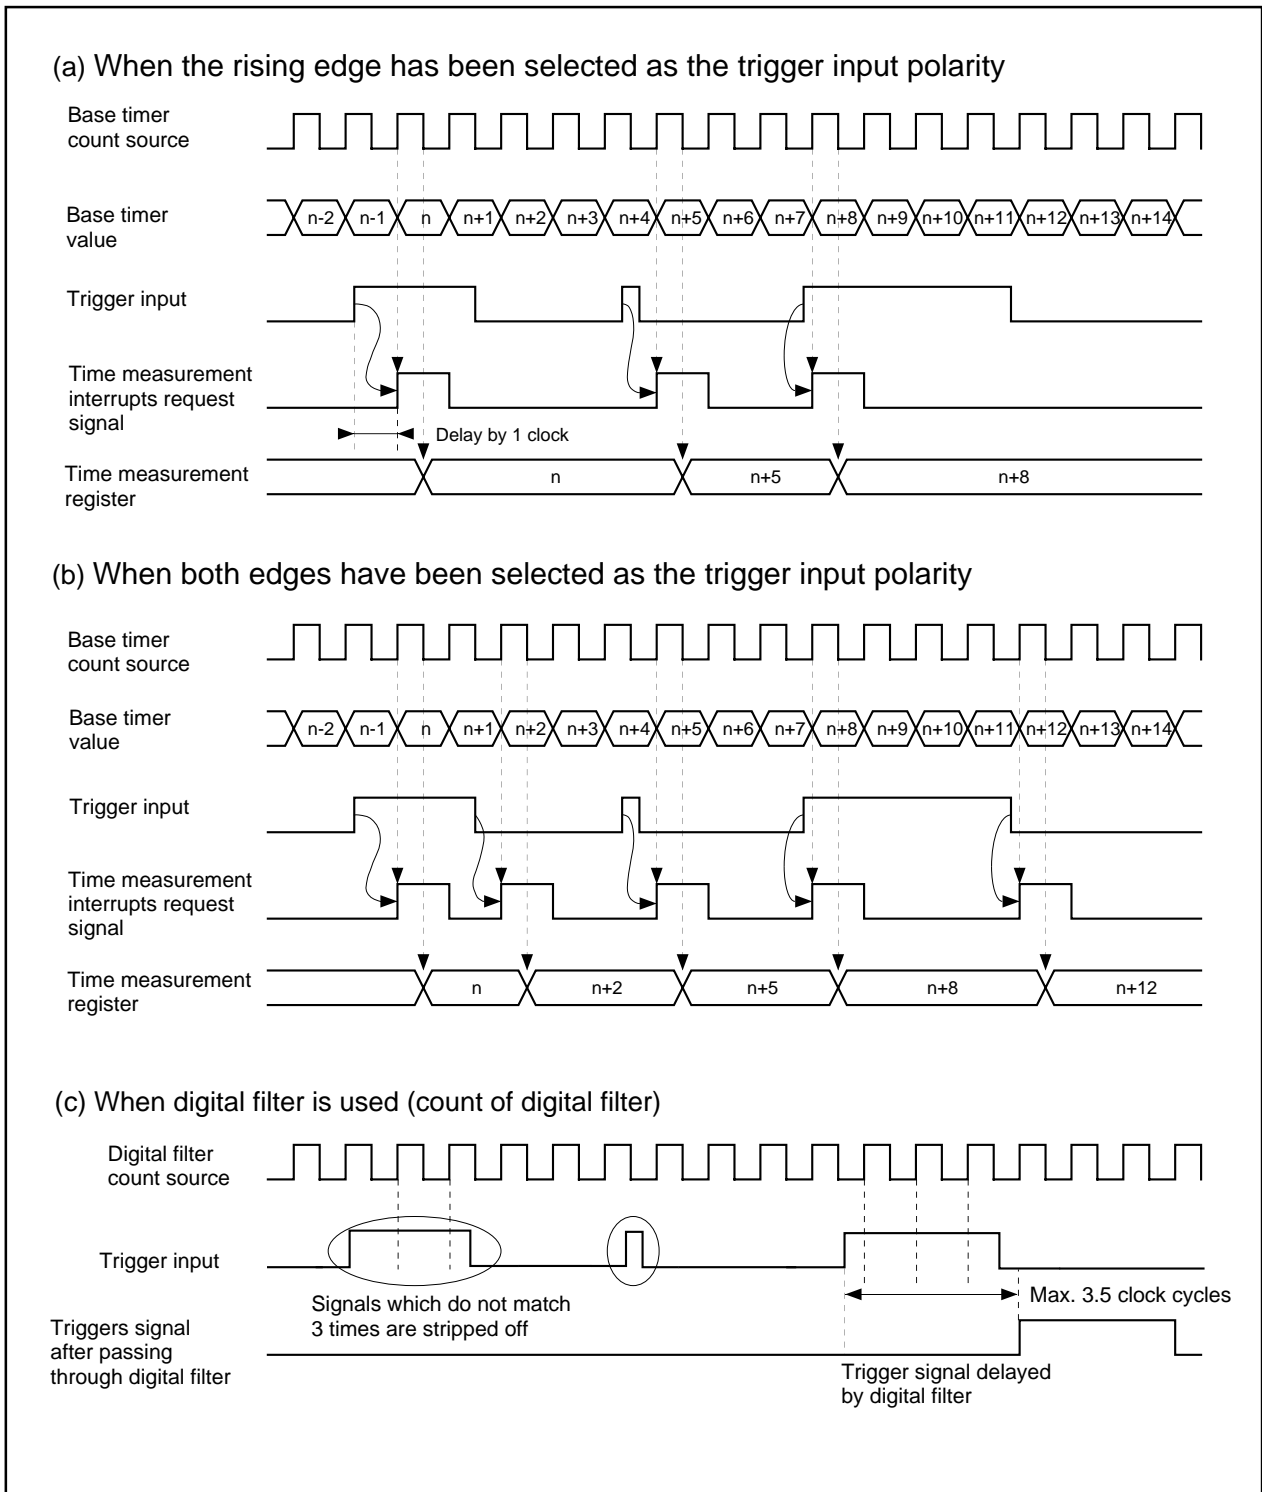 (a) When the rising edge has been selected as the trigger input polarity
Base timer
count source
Base timer
value
n-2 n-1 n n+1 n+2 n+3 n+4 n+5 n+6 n+7 n+8 n+9 n+10 n+11 n+12 n+13 n+14
Trigger input
Time measurement
interrupts request
signal
Delay by 1 clock
Time measurement
register
n n+5 n+8
(b) When both edges have been selected as the trigger input polarity
Base timer
count source
Base timer
value
n-2 n-1 n n+1 n+2 n+3 n+4 n+5 n+6 n+7 n+8 n+9 n+10 n+11 n+12 n+13 n+14
Trigger input
Time measurement
interrupts request
signal
Time measurement
register
n n+2 n+5 n+8 n+12
(c) When digital filter is used (count of digital filter)
Digital filter
count source
Trigger input
Signals which do not match
3 times are stripped off
Max. 3.5 clock cycles
Triggers signal
after passing
through digital filter
Trigger signal delayed
by digital filter